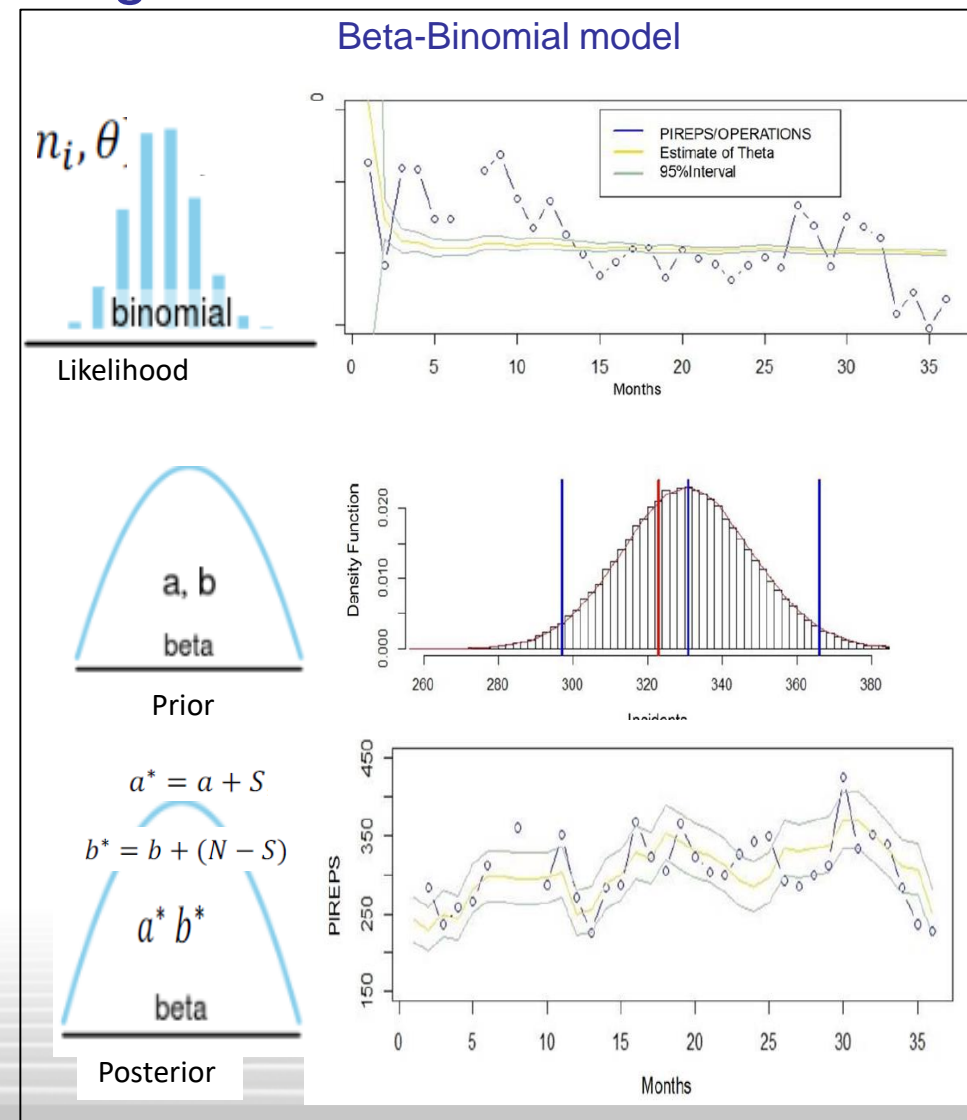 Beta-Binomial model
n_i, θ
binomial
Likelihood
0
PIREPS/OPERATIONS
Estimate of Theta
95%Interval
0 5 10 15 20 25 30 35
Months
a, b
beta
Prior
Density Function
0.000 0.010 0.020
260 280 300 320 340 360 380
Incidents
a* = a + S
b* = b + (N − S)
a* b*
beta
Posterior
PIREPS
150 250 350 450
0 5 10 15 20 25 30 35
Months